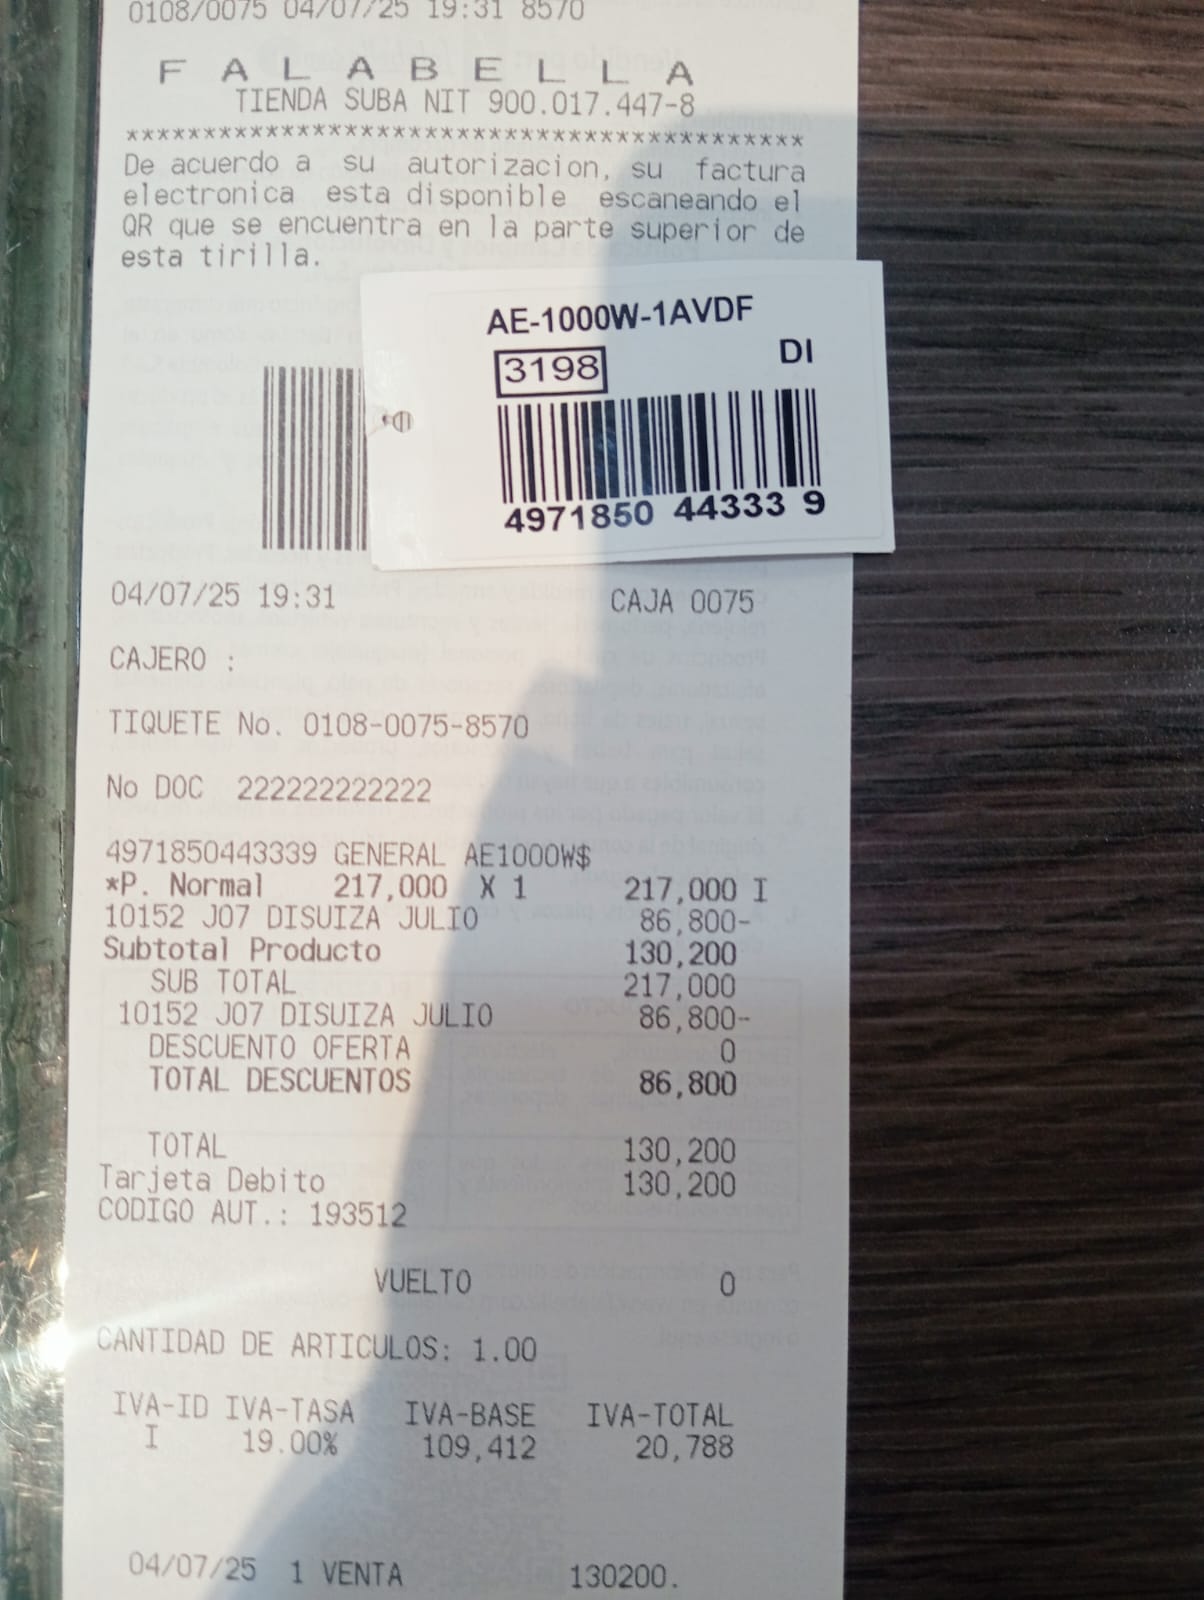 0108/0075 04/07/25 19:31 8570
F A L A B E L L A
TIENDA SUBA NIT 900.017.447-8
********************************************
De acuerdo a su autorizacion, su factura
electronica esta disponible escaneando el
QR que se encuentra en la parte superior de
esta tirilla.
AE-1000W-1AVDF
3198 DI
4971850 44333 9
04/07/25 19:31 CAJA 0075
CAJERO :
TIQUETE No. 0108-0075-8570
No DOC 222222222222
4971850443339 GENERAL AE1000W$
*P. Normal 217,000 X 1 217,000 I
10152 J07 DISUIZA JULIO 86,800-
Subtotal Producto 130,200
SUB TOTAL 217,000
10152 J07 DISUIZA JULIO 86,800-
DESCUENTO OFERTA 0
TOTAL DESCUENTOS 86,800
TOTAL 130,200
Tarjeta Debito 130,200
CODIGO AUT.: 193512
VUELTO 0
CANTIDAD DE ARTICULOS: 1.00
IVA-ID IVA-TASA IVA-BASE IVA-TOTAL
I 19.00% 109,412 20,788
04/07/25 1 VENTA 130200.